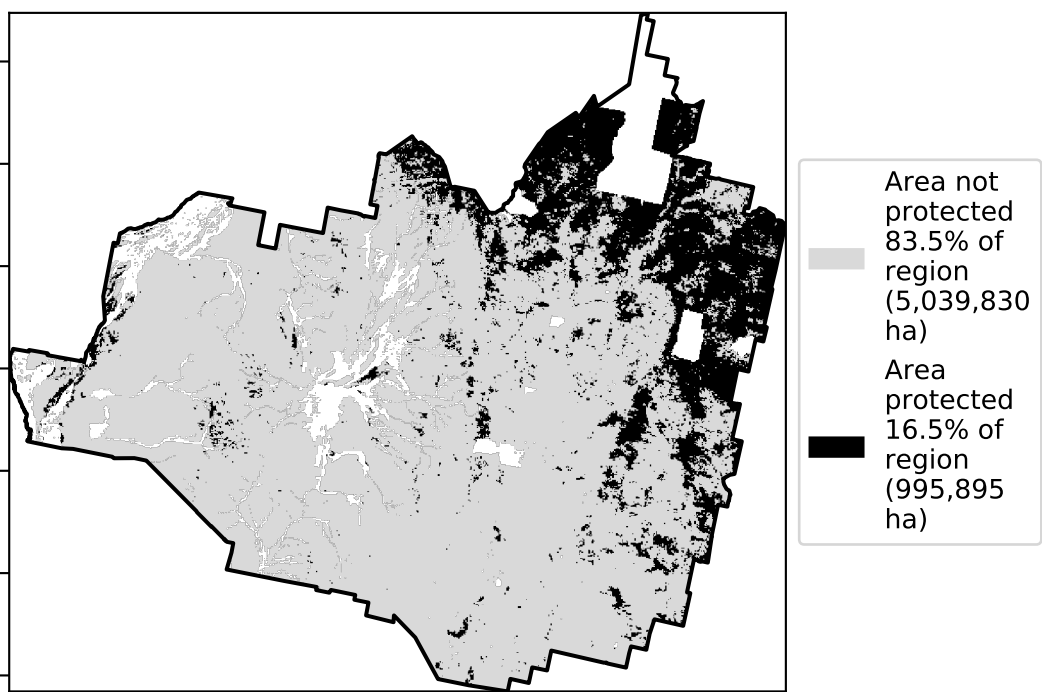 Area not
protected
83.5% of
region
(5,039,830
ha)
Area
protected
16.5% of
region
(995,895
ha)